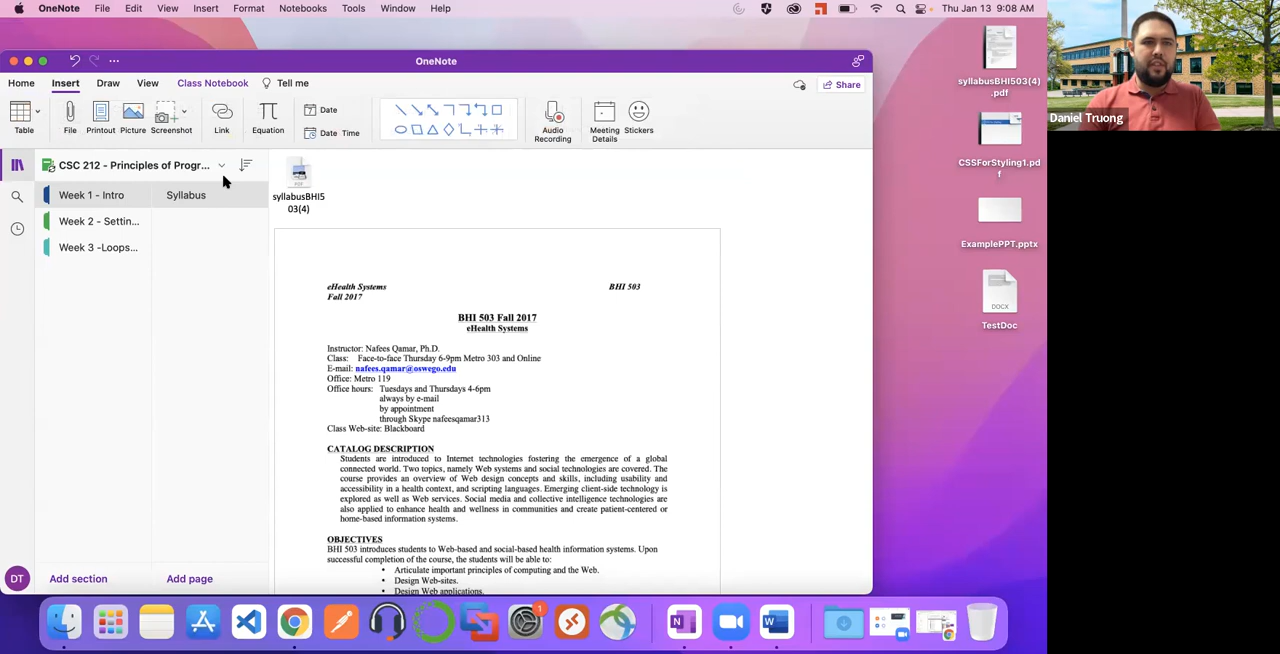 OneNote File Edit View Insert Format Notebooks Tools Window Help Thu Jan 13 9:08 AM
OneNote
Home Insert Draw View Class Notebook Tell me Share
Table File Printout Picture Screenshot Link Equation Date Date Time Audio Recording Meeting Details Stickers
CSC 212 - Principles of Progr...
Week 1 - Intro
Week 2 - Settin...
Week 3 -Loops...
Syllabus
Add section
Add page
DT
PDF
syllabusBHI5
03(4)
eHealth Systems BHI 503
Fall 2017
BHI 503 Fall 2017
eHealth Systems
Instructor: Nafees Qamar, Ph.D.
Class: Face-to-face Thursday 6-9pm Metro 303 and Online
E-mail: nafees.qamar@oswego.edu
Office: Metro 119
Office hours: Tuesdays and Thursdays 4-6pm
always by e-mail
by appointment
through Skype nafeesqamar313
Class Web-site: Blackboard
CATALOG DESCRIPTION
Students are introduced to Internet technologies fostering the emergence of a global
connected world. Two topics, namely Web systems and social technologies are covered. The
course provides an overview of Web design concepts and skills, including usability and
accessibility in a health context, and scripting languages. Emerging client-side technology is
explored as well as Web services. Social media and collective intelligence technologies are
also applied to enhance health and wellness in communities and create patient-centered or
home-based information systems.
OBJECTIVES
BHI 503 introduces students to Web-based and social-based health information systems. Upon
successful completion of the course, the students will be able to:
• Articulate important principles of computing and the Web.
• Design Web-sites.
• Design Web applications.
syllabusBHI503(4)
.pdf
CSSForStyling1.pd
f
ExamplePPT.pptx
DOCX
TestDoc
Daniel Truong
1